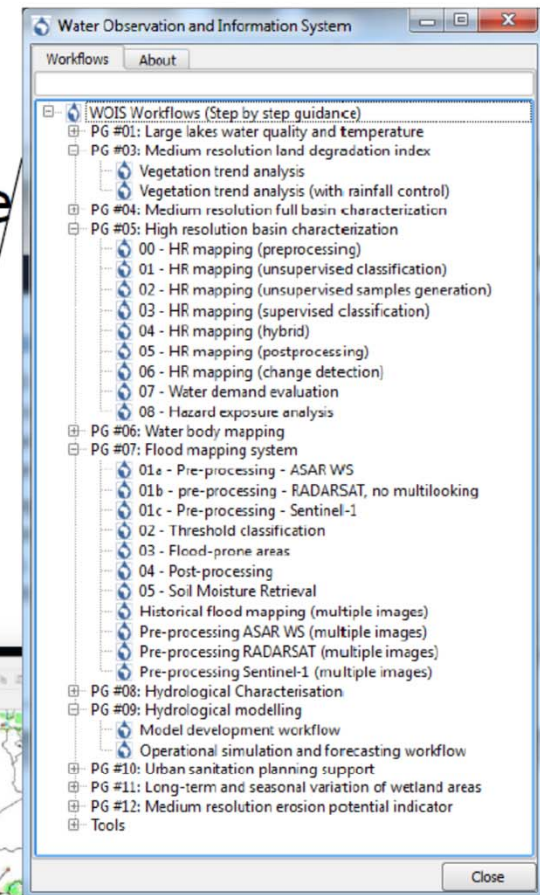 Water Observation and Information System
Workflows About
WOIS Workflows (Step by step guidance)
PG #01: Large lakes water quality and temperature
PG #03: Medium resolution land degradation index
Vegetation trend analysis
Vegetation trend analysis (with rainfall control)
PG #04: Medium resolution full basin characterization
PG #05: High resolution basin characterization
00 - HR mapping (preprocessing)
01 - HR mapping (unsupervised classification)
02 - HR mapping (unsupervised samples generation)
03 - HR mapping (supervised classification)
04 - HR mapping (hybrid)
05 - HR mapping (postprocessing)
06 - HR mapping (change detection)
07 - Water demand evaluation
08 - Hazard exposure analysis
PG #06: Water body mapping
PG #07: Flood mapping system
01a - Pre-processing - ASAR WS
01b - pre-processing - RADARSAT, no multilooking
01c - Pre-processing - Sentinel-1
02 - Threshold classification
03 - Flood-prone areas
04 - Post-processing
05 - Soil Moisture Retrieval
Historical flood mapping (multiple images)
Pre-processing ASAR WS (multiple images)
Pre-processing RADARSAT (multiple images)
Pre-processing Sentinel-1 (multiple images)
PG #08: Hydrological Characterisation
PG #09: Hydrological modelling
Model development workflow
Operational simulation and forecasting workflow
PG #10: Urban sanitation planning support
PG #11: Long-term and seasonal variation of wetland areas
PG #12: Medium resolution erosion potential indicator
Tools
Close